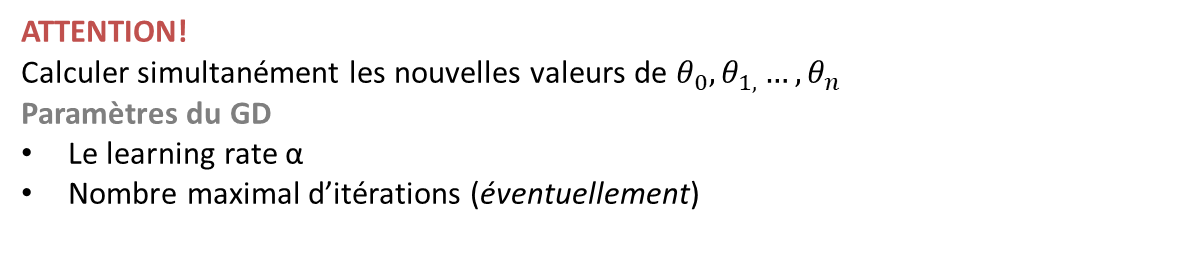 ATTENTION!
Calculer simultanément les nouvelles valeurs de θ₀, θ₁, … , θₙ
Paramètres du GD
• Le learning rate α
• Nombre maximal d’itérations (éventuellement)